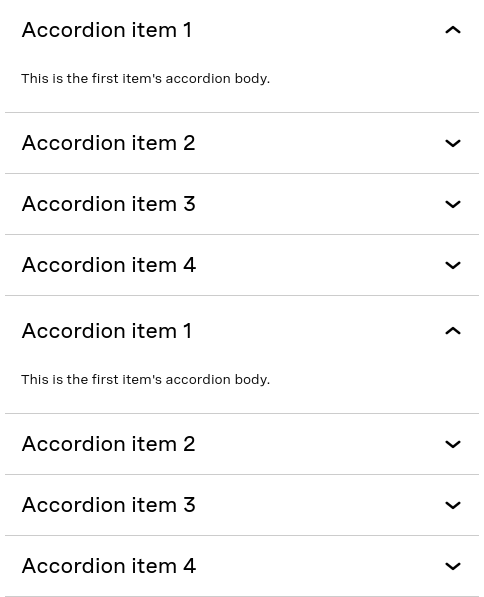 Accordion item 1
This is the first item's accordion body.
Accordion item 2
Accordion item 3
Accordion item 4
Accordion item 1
This is the first item's accordion body.
Accordion item 2
Accordion item 3
Accordion item 4